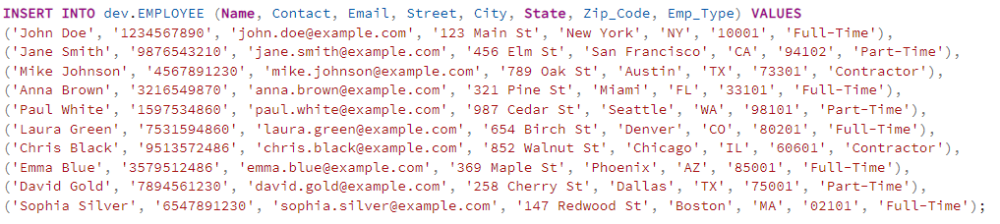 INSERT INTO dev.EMPLOYEE (Name, Contact, Email, Street, City, State, Zip_Code, Emp_Type) VALUES
('John Doe', '1234567890', 'john.doe@example.com', '123 Main St', 'New York', 'NY', '10001', 'Full-Time'),
('Jane Smith', '9876543210', 'jane.smith@example.com', '456 Elm St', 'San Francisco', 'CA', '94102', 'Part-Time'),
('Mike Johnson', '4567891230', 'mike.johnson@example.com', '789 Oak St', 'Austin', 'TX', '73301', 'Contractor'),
('Anna Brown', '3216549870', 'anna.brown@example.com', '321 Pine St', 'Miami', 'FL', '33101', 'Full-Time'),
('Paul White', '1597534860', 'paul.white@example.com', '987 Cedar St', 'Seattle', 'WA', '98101', 'Part-Time'),
('Laura Green', '7531594860', 'laura.green@example.com', '654 Birch St', 'Denver', 'CO', '80201', 'Full-Time'),
('Chris Black', '9513572486', 'chris.black@example.com', '852 Walnut St', 'Chicago', 'IL', '60601', 'Contractor'),
('Emma Blue', '3579512486', 'emma.blue@example.com', '369 Maple St', 'Phoenix', 'AZ', '85001', 'Full-Time'),
('David Gold', '7894561230', 'david.gold@example.com', '258 Cherry St', 'Dallas', 'TX', '75001', 'Part-Time'),
('Sophia Silver', '6547891230', 'sophia.silver@example.com', '147 Redwood St', 'Boston', 'MA', '02101', 'Full-Time');